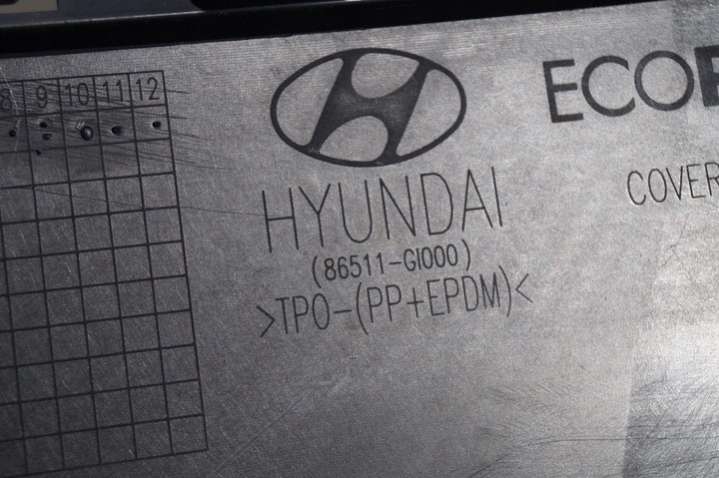 8 9 10 11 12
ECO
HYUNDAI
COVER
(86511-GI000)
>TPO-(PP+EPDM)<